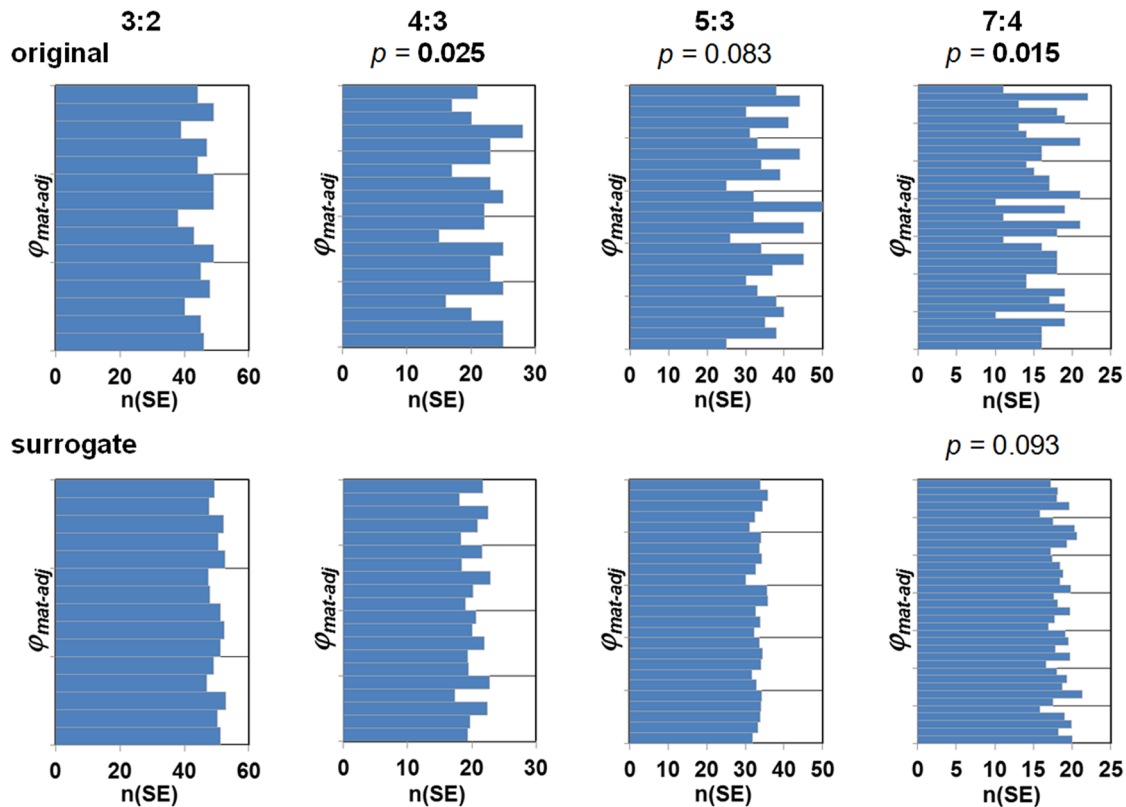 3:2 4:3 5:3 7:4
original p = 0.025 p = 0.083 p = 0.015
φmat-adj φmat-adj φmat-adj φmat-adj
0 20 40 60 0 10 20 30 0 10 20 30 40 50 0 5 10 15 20 25
n(SE) n(SE) n(SE) n(SE)
surrogate p = 0.093
φmat-adj φmat-adj φmat-adj φmat-adj
0 20 40 60 0 10 20 30 0 10 20 30 40 50 0 5 10 15 20 25
n(SE) n(SE) n(SE) n(SE)